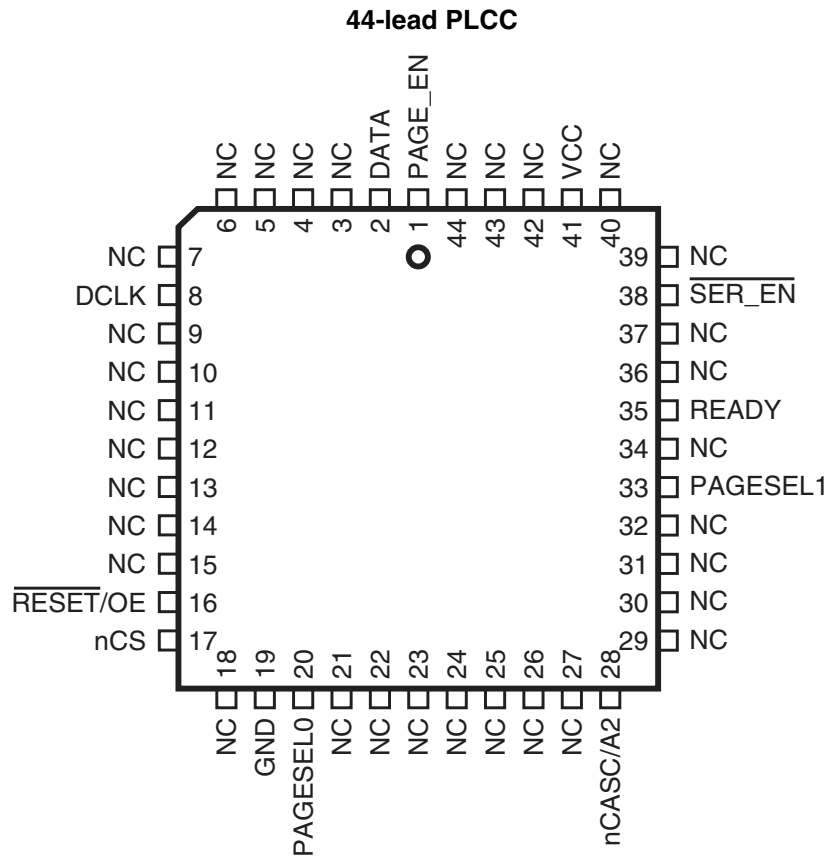 44-lead PLCC
NC
NC
NC
NC
DATA
PAGE_EN
NC
NC
NC
VCC
NC
6
5
4
3
2
1
44
43
42
41
40
NC 7
DCLK 8
NC 9
NC 10
NC 11
NC 12
NC 13
NC 14
NC 15
RESET/OE 16
nCS 17
39 NC
38 SER_EN
37 NC
36 NC
35 READY
34 NC
33 PAGESEL1
32 NC
31 NC
30 NC
29 NC
18
19
20
21
22
23
24
25
26
27
28
NC
GND
PAGESEL0
NC
NC
NC
NC
NC
NC
NC
nCASC/A2